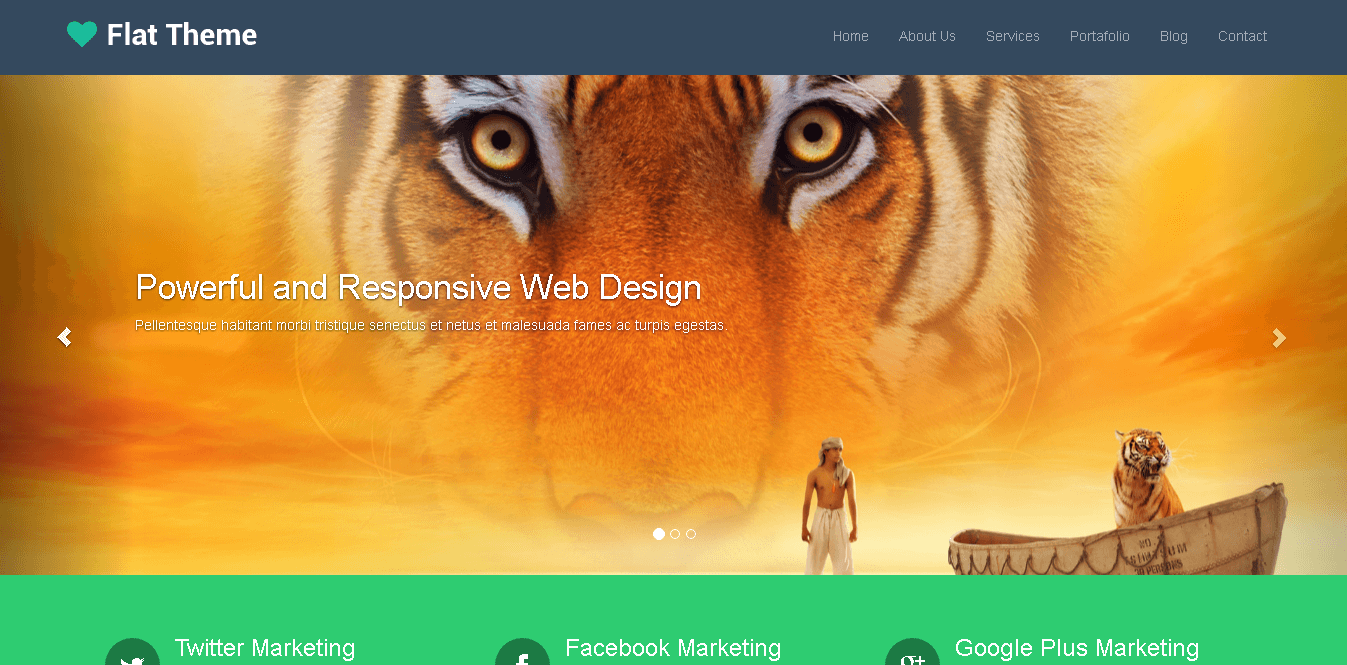 Flat Theme
Home About Us Services Portafolio Blog Contact
Powerful and Responsive Web Design
Pellentesque habitant morbi tristique senectus et netus et malesuada fames ac turpis egestas.
Twitter Marketing
Facebook Marketing
Google Plus Marketing